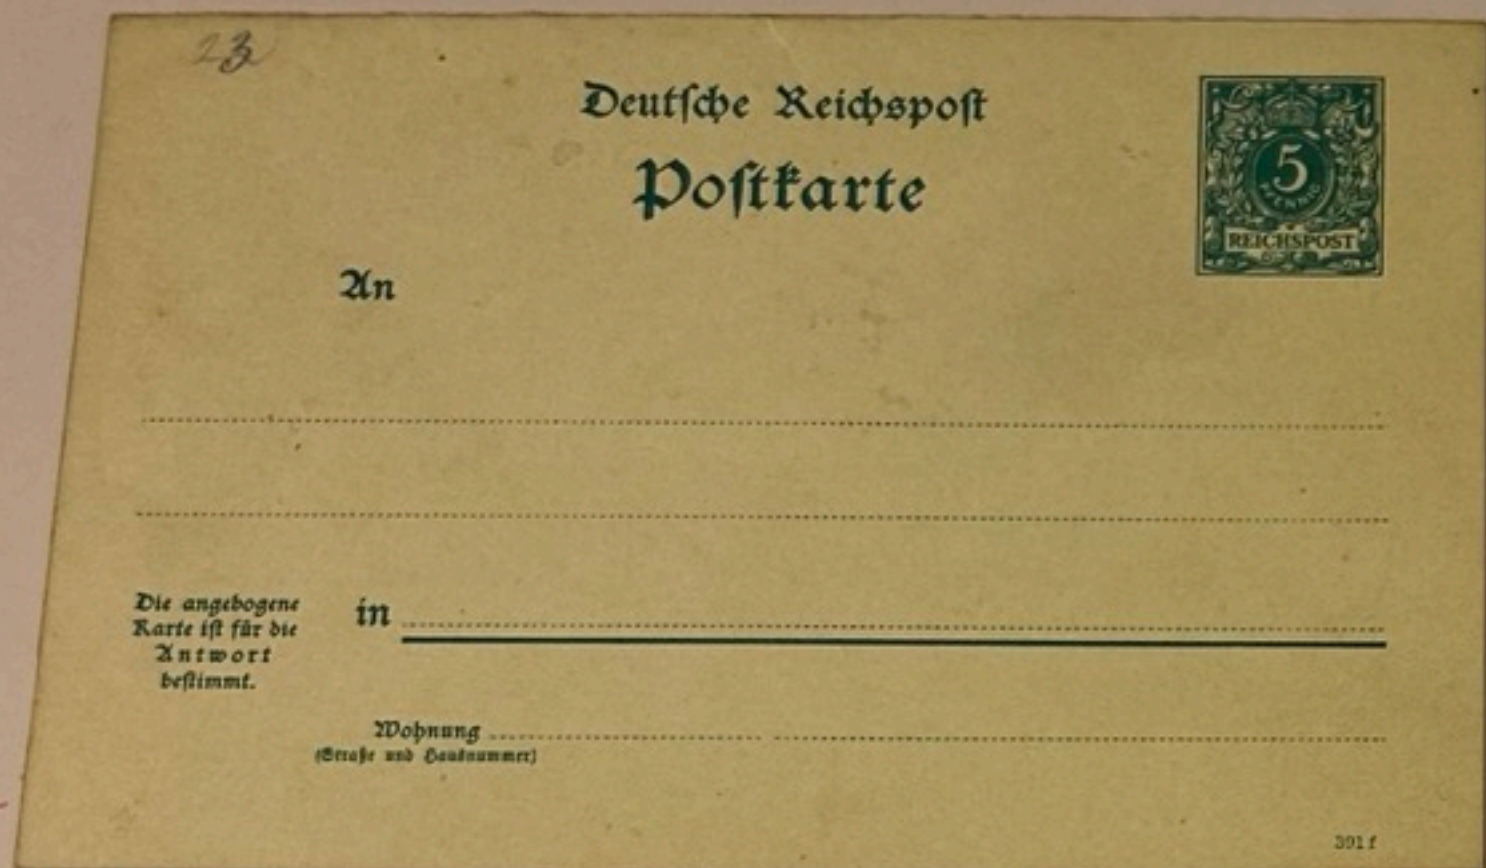 23
Deutsche Reichspost
Postkarte
5
PFENNIG
REICHSPOST
An
Die angebogene
Karte ist für die
Antwort
bestimmt.
in
Wohnung
(Straße und Hausnummer)
391 f